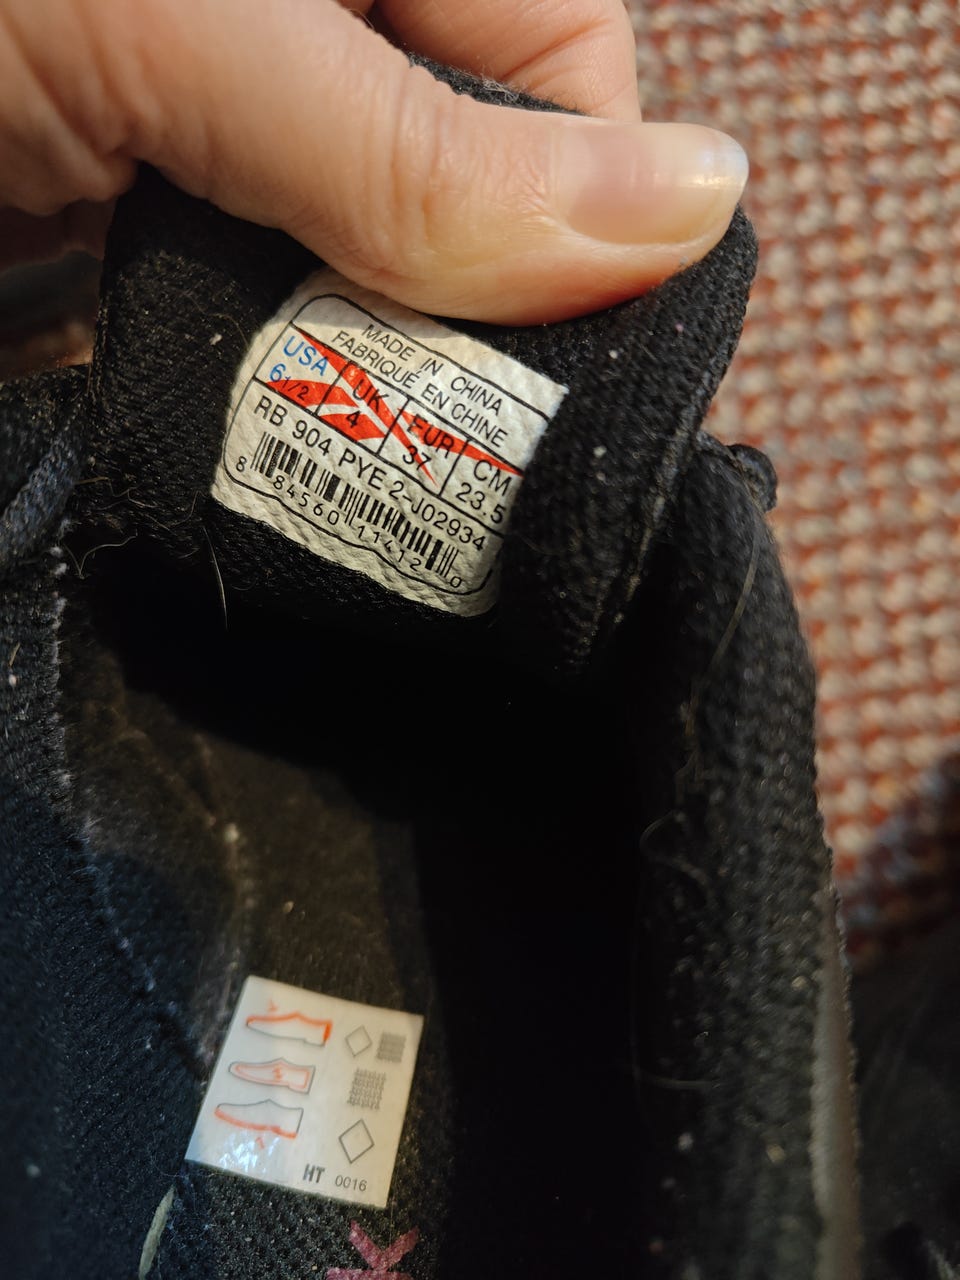 MADE IN CHINA
FABRIQUÉ EN CHINE
USA UK EUR CM
6 1/2 4 37 23.5
RB 904 PYE 2-J02934
8 84560 11412 0
HT 0016